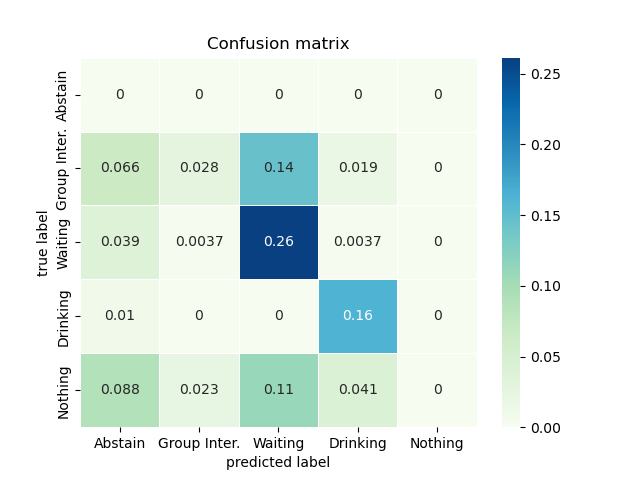 Confusion matrix
true label
Abstain
0 0 0 0 0
Group Inter.
0.066 0.028 0.14 0.019 0
Waiting
0.039 0.0037 0.26 0.0037 0
Drinking
0.01 0 0 0.16 0
Nothing
0.088 0.023 0.11 0.041 0
Abstain Group Inter. Waiting Drinking Nothing
predicted label
0.25
0.20
0.15
0.10
0.05
0.00